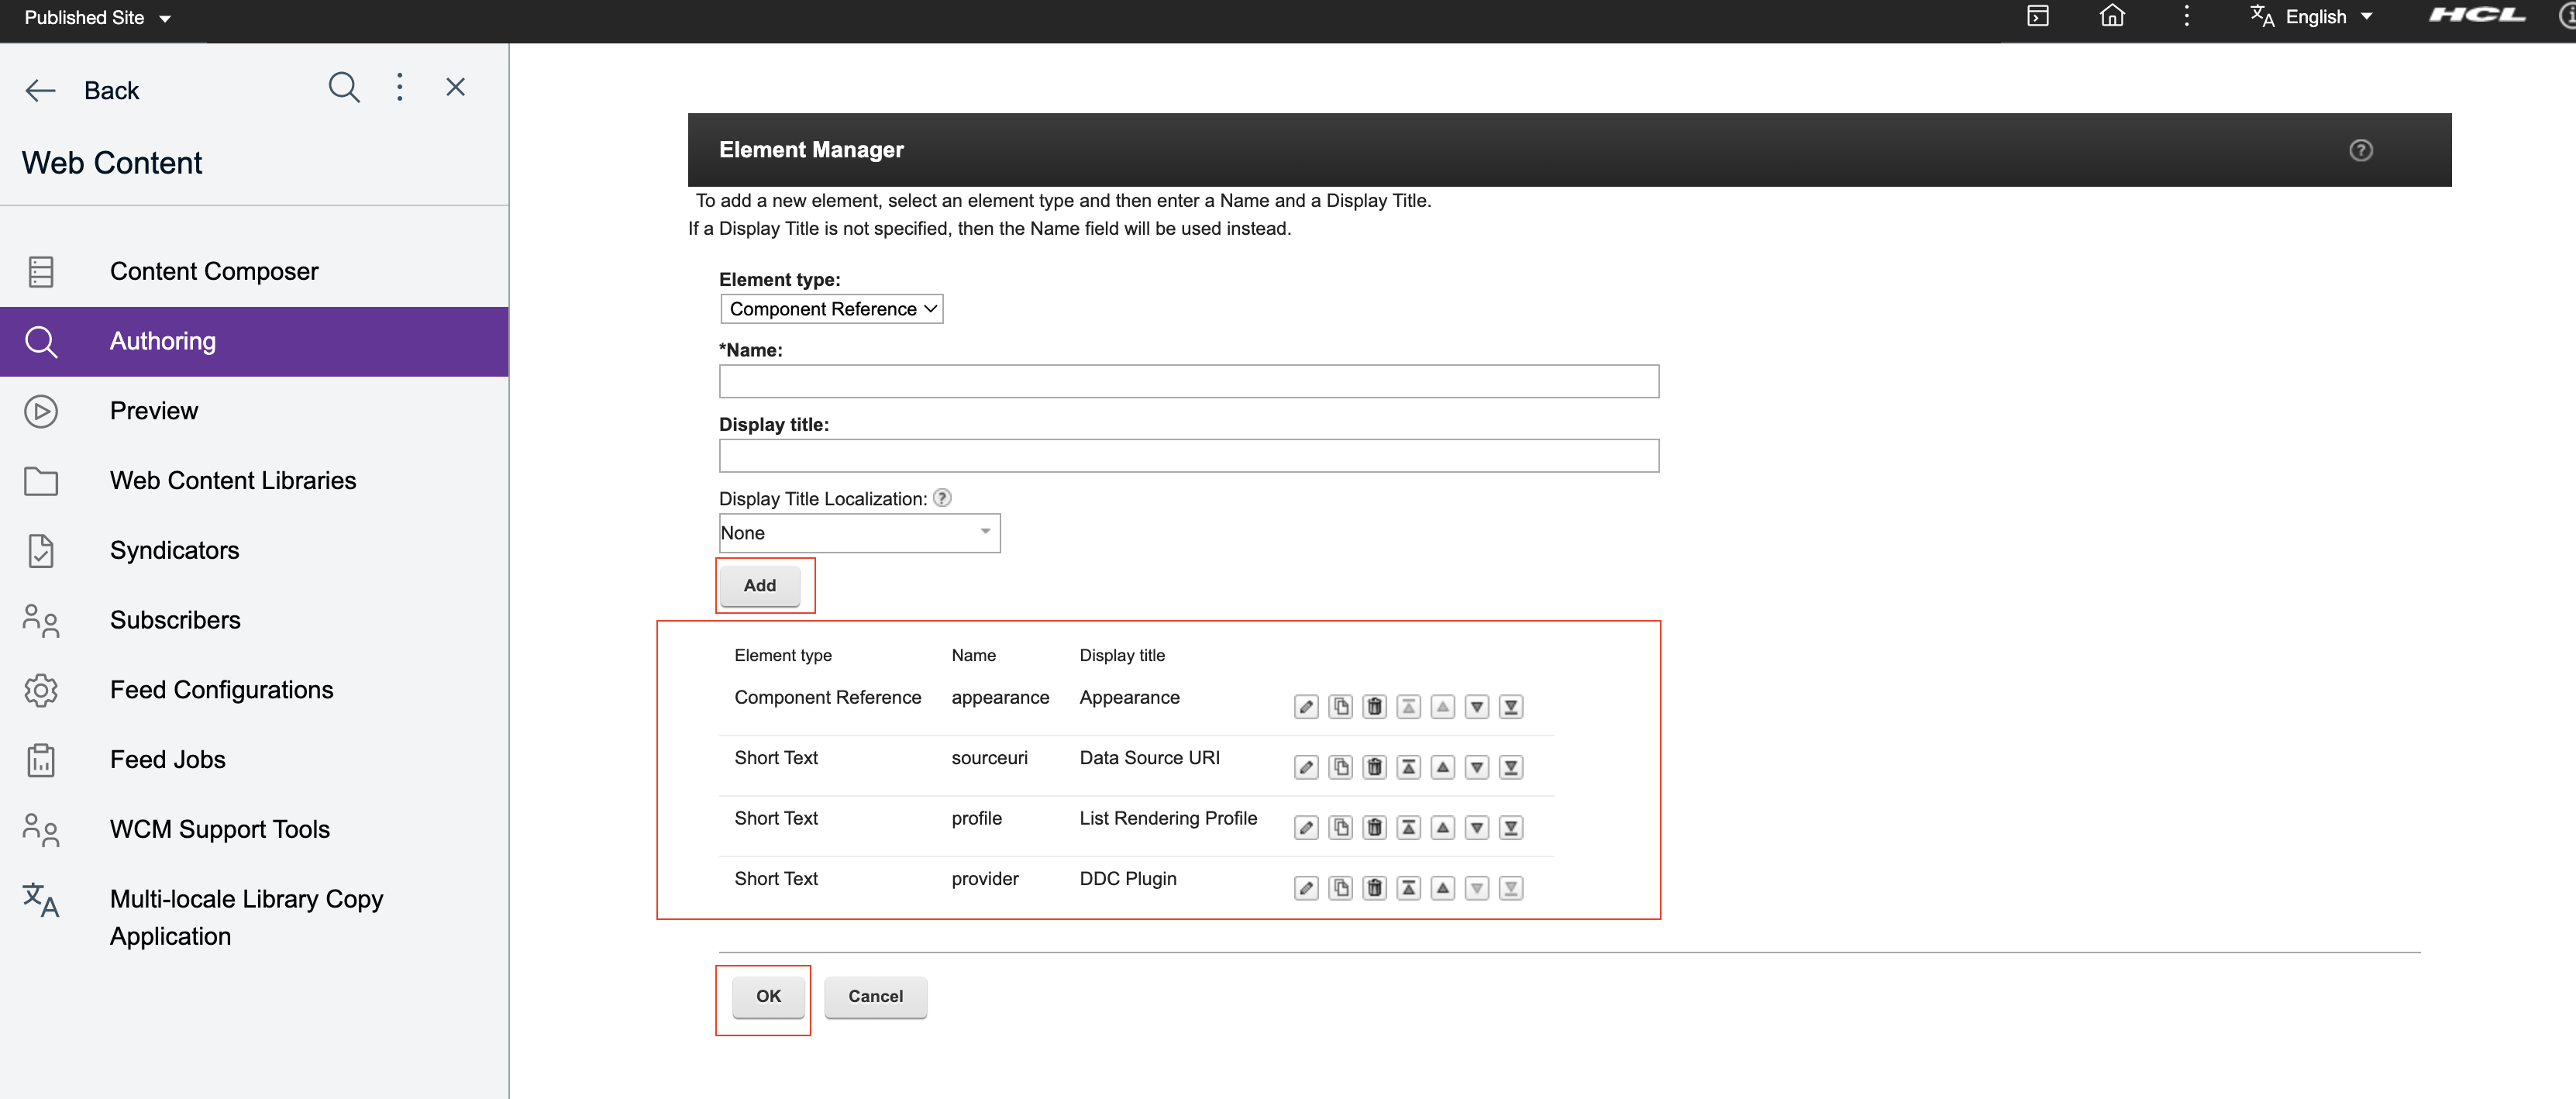 Published Site
English
HCL
Back
Web Content
Content Composer
Authoring
Preview
Web Content Libraries
Syndicators
Subscribers
Feed Configurations
Feed Jobs
WCM Support Tools
Multi-locale Library Copy
Application
Element Manager
To add a new element, select an element type and then enter a Name and a Display Title.
If a Display Title is not specified, then the Name field will be used instead.
Element type:
Component Reference
*Name:
Display title:
Display Title Localization:
None
Add
Element type Name Display title
Component Reference appearance Appearance
Short Text sourceuri Data Source URI
Short Text profile List Rendering Profile
Short Text provider DDC Plugin
OK Cancel